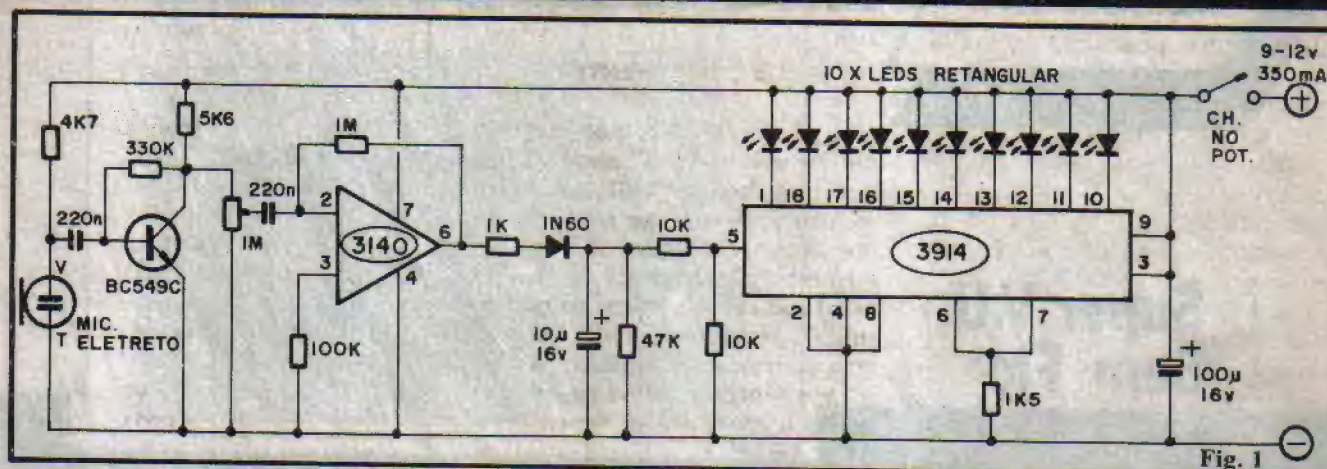 10 X LEDS RETANGULAR
9-12v
350mA
+
CH.
NO
POT.
4K7
5K6
330K
220n
220n
1M
1M
BC549C
V
T
MIC.
ELETRETO
2
3
7
4
6
3140
100K
1K
1N60
10µ
16v
+
47K
10K
10K
5
1
18
17
16
15
14
13
12
11
10
3914
9
3
2
4
8
6
7
1K5
+
100µ
16v
−
Fig. 1